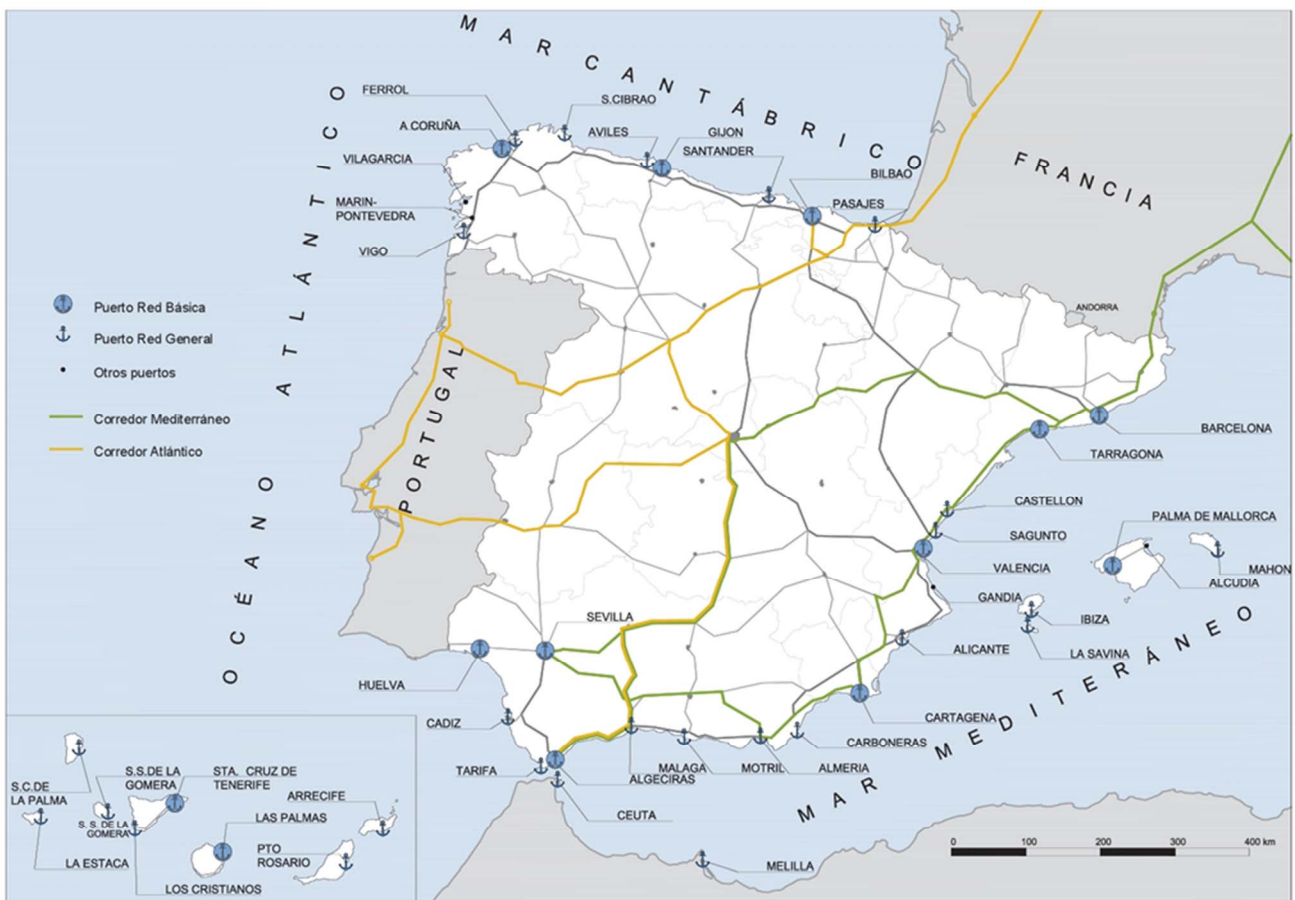 MAR CANTÁBRICO
OCÉANO ATLÁNTICO
FERROL
S.CIBRAO
A CORUÑA
AVILES
GIJON
SANTANDER
VILAGARCIA
BILBAO
FRANCIA
MARIN-
PONTEVEDRA
PASAJES
VIGO
Puerto Red Básica
Puerto Red General
Otros puertos
Corredor Mediterráneo
Corredor Atlántico
ANDORRA
PORTUGAL
BARCELONA
TARRAGONA
CASTELLON
PALMA DE MALLORCA
SAGUNTO
VALENCIA
MAHON
ALCUDIA
GANDIA
SEVILLA
IBIZA
ALICANTE
LA SAVINA
HUELVA
MAR MEDITERÁNEO
CADIZ
CARTAGENA
CARBONERAS
TARIFA
MALAGA
MOTRIL
ALMERIA
ALGECIRAS
CEUTA
MELILLA
S.C.DE
LA PALMA
S.S.DE LA
GOMERA
STA. CRUZ DE
TENERIFE
ARRECIFE
S. S. DE LA
GOMERA
LAS PALMAS
PTO
ROSARIO
LA ESTACA
LOS CRISTIANOS
0 100 200 300 400 km